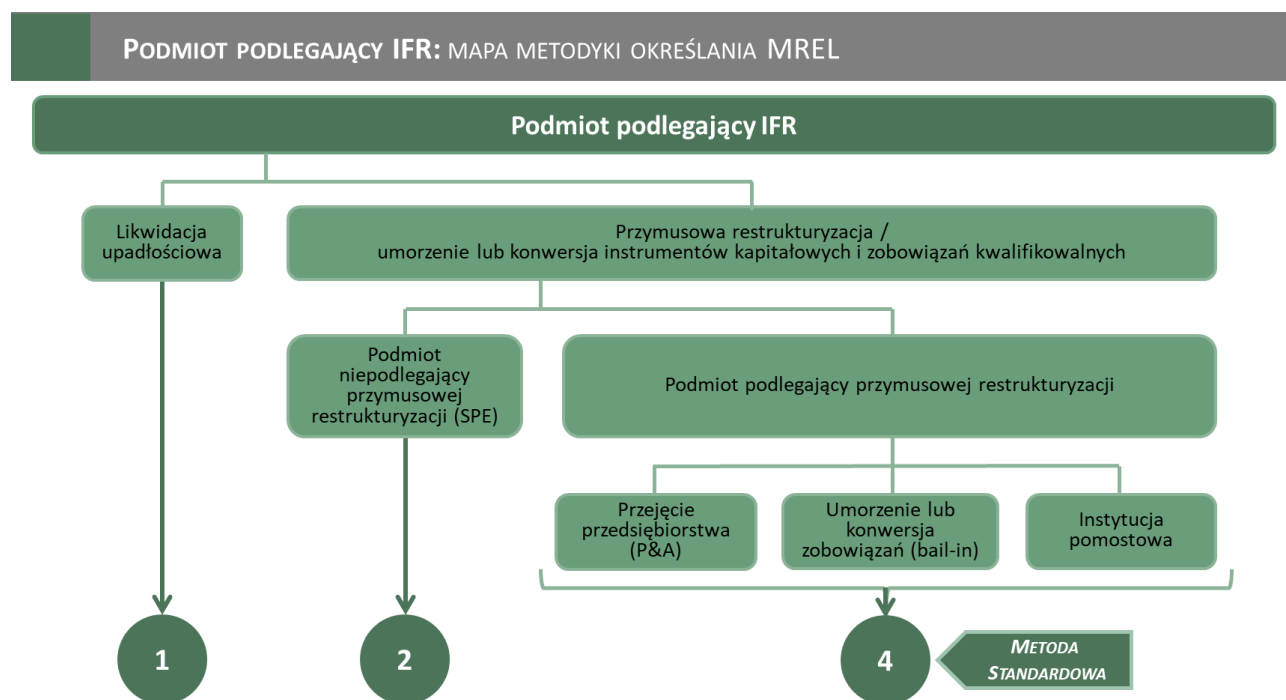 PODMIOT PODLEGAJĄCY IFR: MAPA METODYKI OKREŚLANIA MREL
Podmiot podlegający IFR
Likwidacja
upadłościowa
Przymusowa restrukturyzacja /
umorzenie lub konwersja instrumentów kapitałowych i zobowiązań kwalifikowalnych
Podmiot
niepodlegający
przymusowej
restrukturyzacji (SPE)
Podmiot podlegający przymusowej restrukturyzacji
Przejęcie
przedsiębiorstwa
(P&A)
Umorzenie lub
konwersja
zobowiązań (bail-in)
Instytucja
pomostowa
1
2
4
METODA
STANDARDOWA